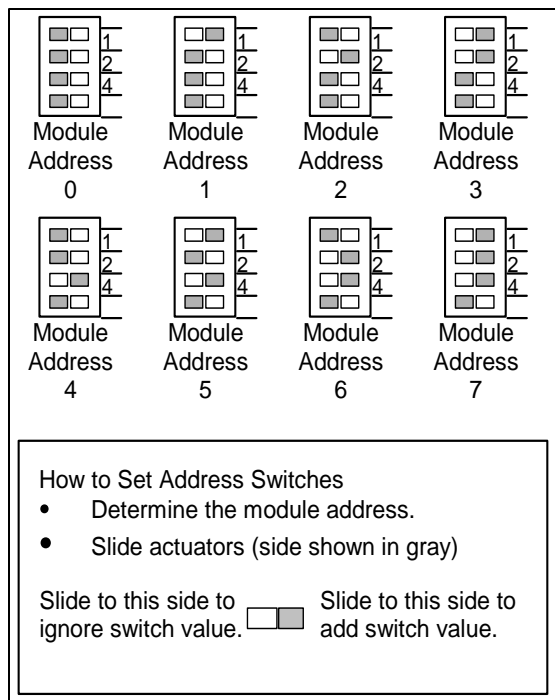 1 1 1 1
2 2 2 2
4 4 4 4
Module Module Module Module
Address Address Address Address
0 1 2 3
1 1 1 1
2 2 2 2
4 4 4 4
Module Module Module Module
Address Address Address Address
4 5 6 7
How to Set Address Switches
• Determine the module address.
• Slide actuators (side shown in gray)
Slide to this side to Slide to this side to
ignore switch value. add switch value.